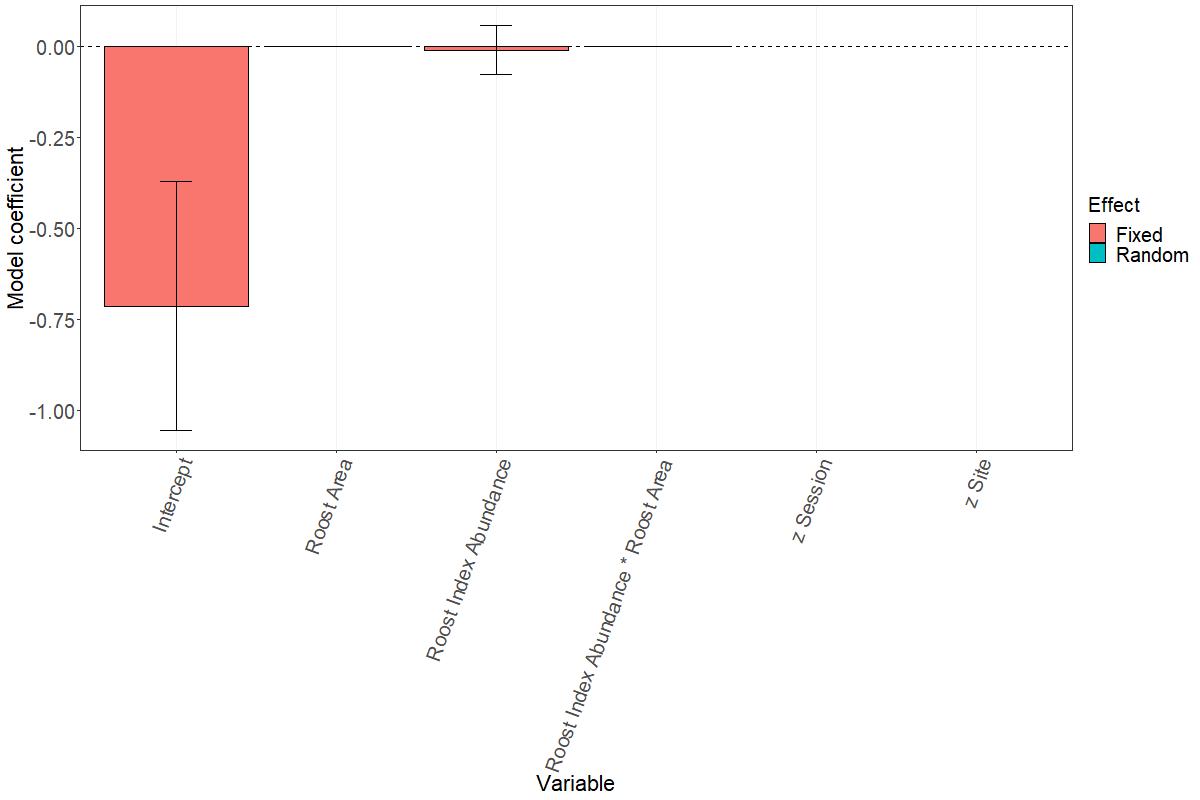 Model coefficient
0.00
-0.25
-0.50
-0.75
-1.00
Intercept
Roost Area
Roost Index Abundance
Roost Index Abundance * Roost Area
z Session
z Site
Variable
Effect
Fixed
Random